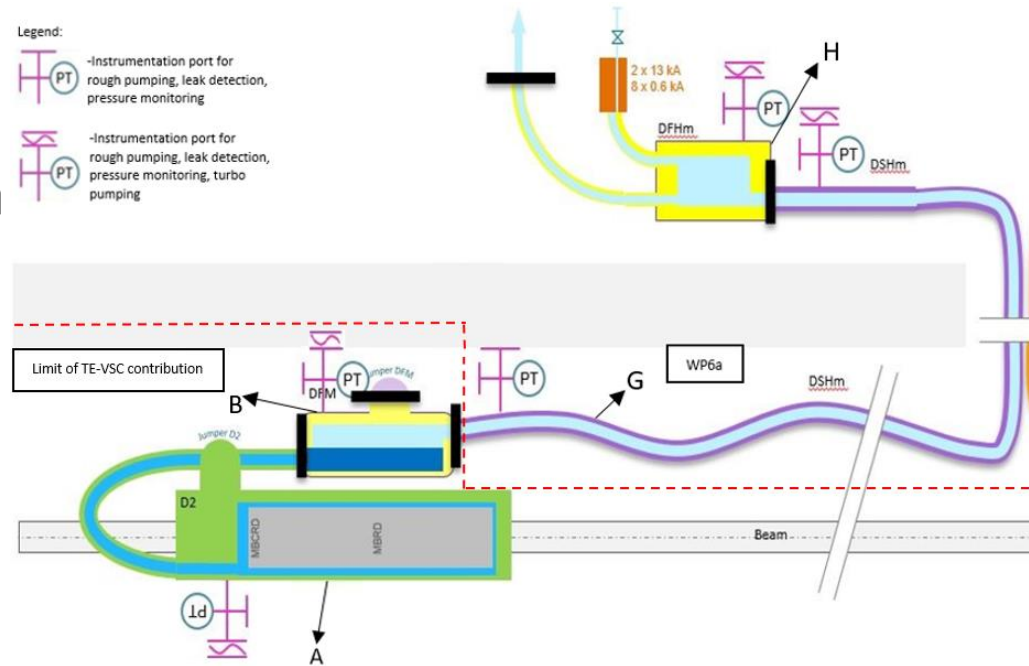 Legend:
PT
-Instrumentation port for
rough pumping, leak detection,
pressure monitoring
PT
-Instrumentation port for
rough pumping, leak detection,
pressure monitoring, turbo
pumping
2 x 13 kA
8 x 0.6 kA
H
DFHm
PT
PT
DSHm
Limit of TE-VSC contribution
PT
Jumper DFM
DFM
PT
WP6a
B
G
DSHm
Jumper D2
D2
MBCRD
MBRD
Beam
PT
A